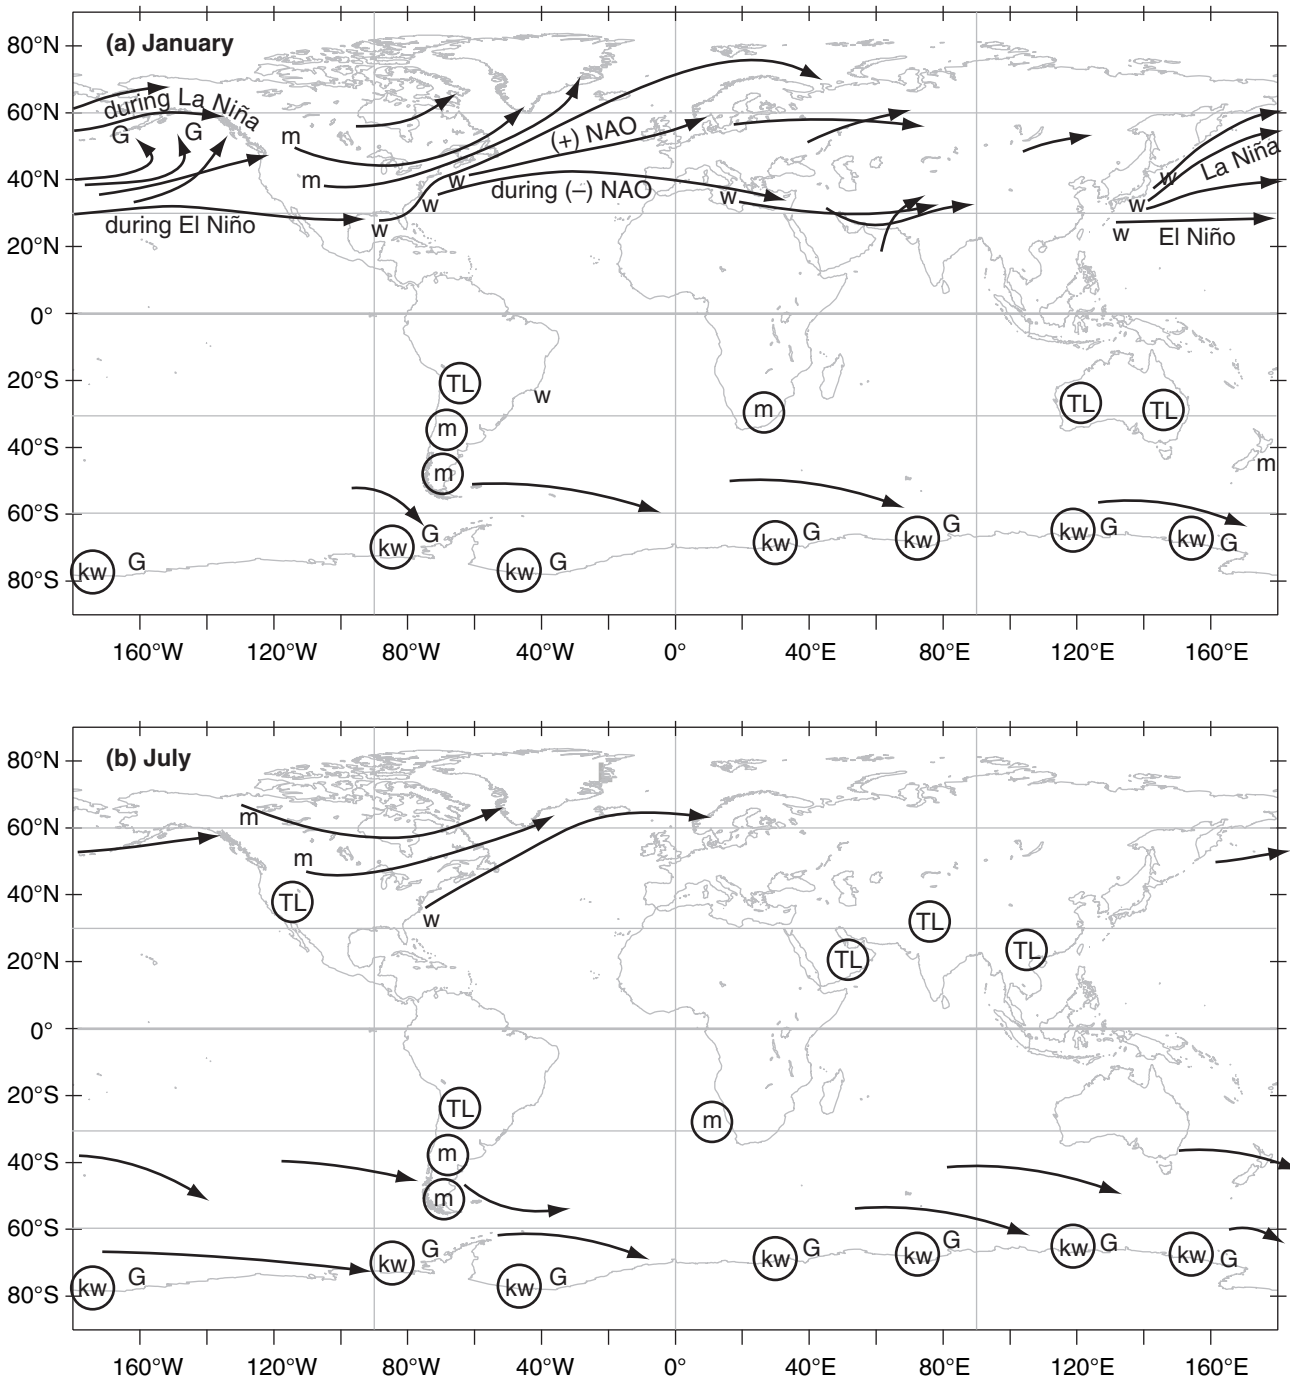 (a) January
80°N
60°N
40°N
20°N
0°
20°S
40°S
60°S
80°S
during La Niña
G
G
m
m
(+) NAO
during (–) NAO
during El Niño
w
w
w
w
w
w
w
La Niña
El Niño
TL
w
m
m
m
TL
TL
m
G
kw
kw G
kw G
kw G
kw G
kw G
kw G
160°W 120°W 80°W 40°W 0° 40°E 80°E 120°E 160°E
(b) July
80°N
60°N
40°N
20°N
0°
20°S
40°S
60°S
80°S
m
m
TL
w
TL
TL
TL
TL
m
m
m
kw G
kw G
kw G
kw G
kw G
kw G
kw G
160°W 120°W 80°W 40°W 0° 40°E 80°E 120°E 160°E